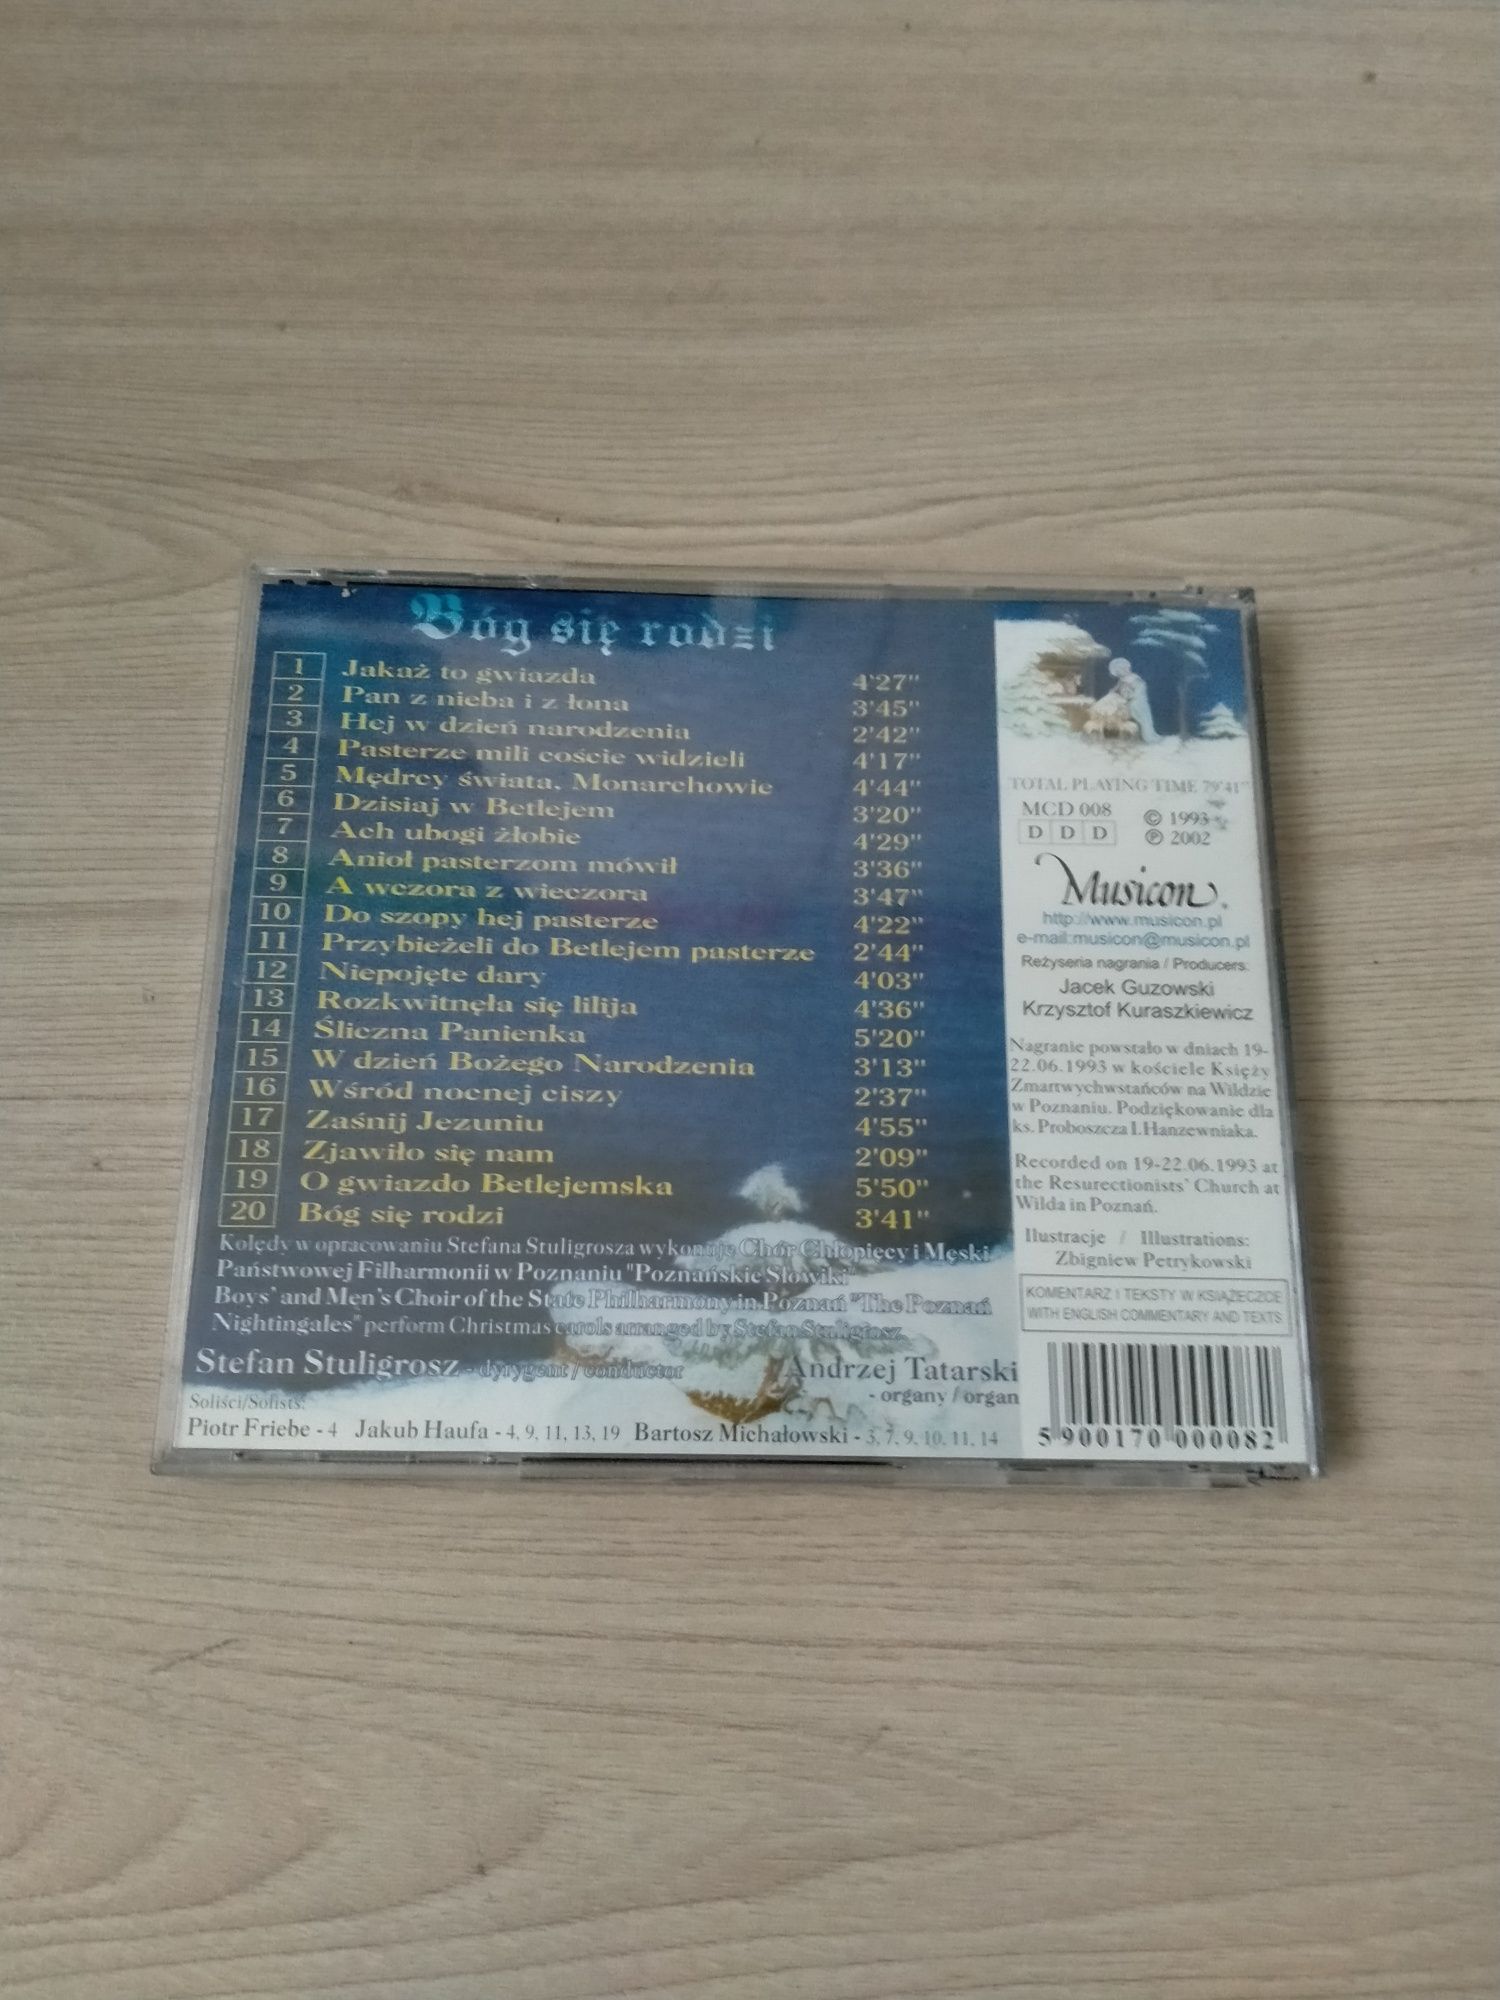 Bóg się rodzi
1 Jakaż to gwiazda 4'27"
2 Pan z nieba i z łona 3'45"
3 Hej w dzień narodzenia 2'42"
4 Pasterze mili coście widzieli 4'17"
5 Mędrcy świata, Monarchowie 4'44"
6 Dzisiaj w Betlejem 3'20"
7 Ach ubogi żłobie 4'29"
8 Anioł pasterzom mówił 3'36"
9 A wczora z wieczora 3'47"
10 Do szopy hej pasterze 4'22"
11 Przybieżeli do Betlejem pasterze 2'44"
12 Niepojęte dary 4'03"
13 Rozkwitnęła się lilija 4'36"
14 Śliczna Panienka 5'20"
15 W dzień Bożego Narodzenia 3'13"
16 Wśród nocnej ciszy 2'37"
17 Zaśnij Jezuniu 4'55"
18 Zjawiło się nam 2'09"
19 O gwiazdo Betlejemska 5'50"
20 Bóg się rodzi 3'41"
Kolędy w opracowaniu Stefana Stuligrosza wykonuje Chór Chłopięcy i Męski
Państwowej Filharmonii w Poznaniu "Poznańskie Słowiki"
Boys' and Men's Choir of the State Philharmony in Poznań "The Poznań
Nightingales" perform Christmas carols arranged by Stefan Stuligrosz
Stefan Stuligrosz - dyrygent / conductor
Andrzej Tatarski
- organy / organ
Soliści/Solists:
Piotr Friebe - 4 Jakub Haufa - 4, 9, 11, 13, 19 Bartosz Michałowski - 3, 7, 9, 10, 11, 14
TOTAL PLAYING TIME 79'41"
MCD 008
D D D
© 1993
℗ 2002
Musicon
http://www.musicon.pl
e-mail:musicon@musicon.pl
Reżyseria nagrania / Producers:
Jacek Guzowski
Krzysztof Kuraszkiewicz
Nagranie powstało w dniach 19-
22.06.1993 w kościele Księży
Zmartwychwstańców na Wildzie
w Poznaniu. Podziękowanie dla
ks. Proboszcza I.Hanzewniaka.
Recorded on 19-22.06.1993 at
the Resurectionists' Church at
Wilda in Poznań.
Ilustracje / Illustrations:
Zbigniew Petrykowski
KOMENTARZ I TEKSTY W KSIĄŻECZCE
WITH ENGLISH COMMENTARY AND TEXTS
5 900170 000082